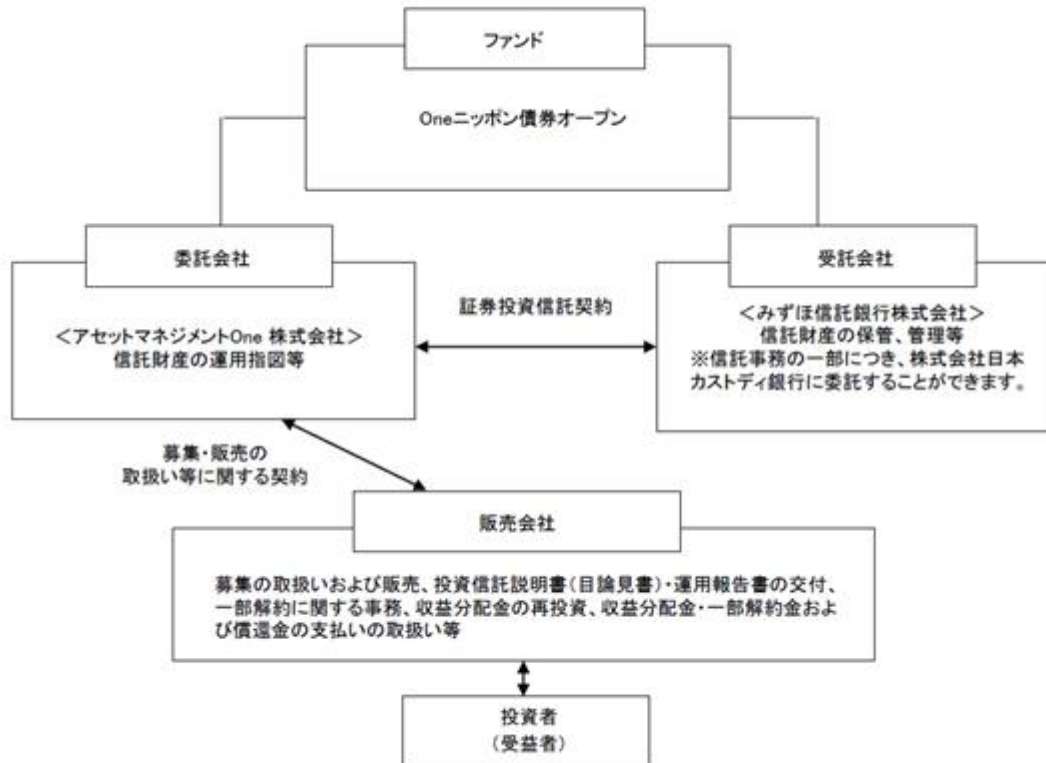 ファンド
Oneニッポン債券オープン
委託会社
<アセットマネジメントOne 株式会社>
信託財産の運用指図等
証券投資信託契約
受託会社
<みずほ信託銀行株式会社>
信託財産の保管、管理等
※信託事務の一部につき、株式会社日本
カストディ銀行に委託することができます。
募集・販売の
取扱い等に関する契約
販売会社
募集の取扱いおよび販売、投資信託説明書(目論見書)・運用報告書の交付、
一部解約に関する事務、収益分配金の再投資、収益分配金・一部解約金およ
び償還金の支払いの取扱い等
投資者
(受益者)